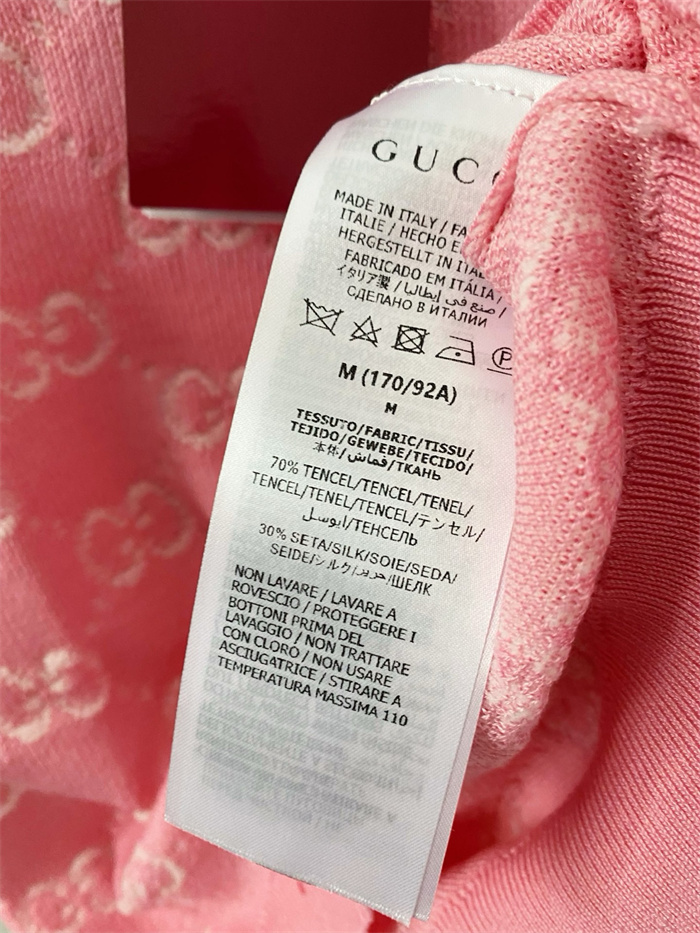 GUCC
MADE IN ITALY / FA
ITALIE / HECHO E
HERGESTELLT IN ITAL
FABRICADO EM ITÁLIA /
イタリア製 / صنع في إيطاليا /
СДЕЛАНО В ИТАЛИИ
P
M (170/92A)
M
TESSUTO/FABRIC/TISSU/
TEJIDO/GEWEBE/TECIDO/
本体/قماش/ТКАНЬ
70% TENCEL/TENCEL/TENEL/
TENCEL/TENEL/TENCEL/テンセル/
ايوسل/ТЕНСЕЛЬ
30% SETA/SILK/SOIE/SEDA/
SEIDE/シルク/حرير/ШЕЛК
NON LAVARE / LAVARE A
ROVESCIO / PROTEGGERE I
BOTTONI PRIMA DEL
LAVAGGIO / NON TRATTARE
CON CLORO / NON USARE
ASCIUGATRICE / STIRARE A
TEMPERATURA MASSIMA 110